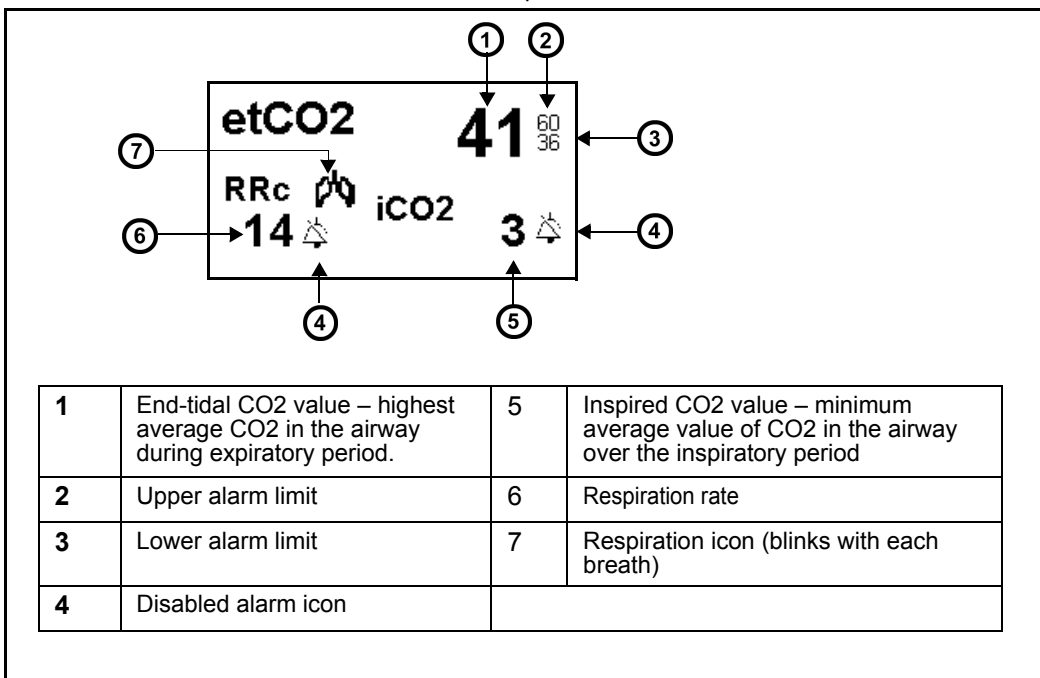 1 2
etCO2 41 60
36 3
7
RRc iCO2
6 14 3 4
4 5
1 End-tidal CO2 value – highest average CO2 in the airway during expiratory period. 5 Inspired CO2 value – minimum average value of CO2 in the airway over the inspiratory period
2 Upper alarm limit 6 Respiration rate
3 Lower alarm limit 7 Respiration icon (blinks with each breath)
4 Disabled alarm icon